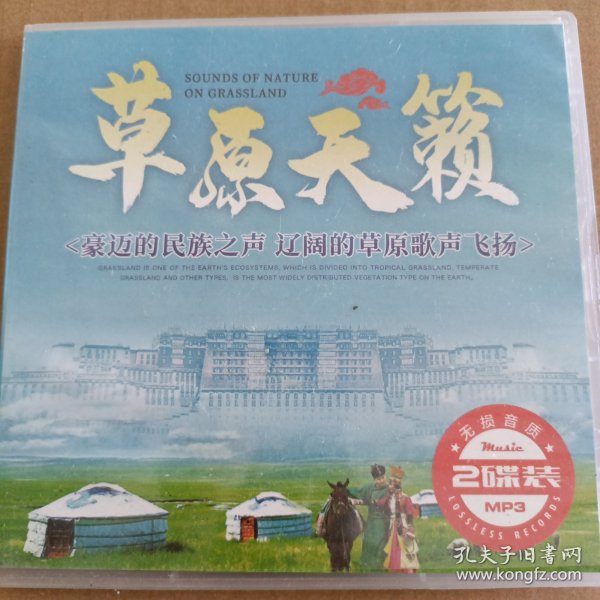 SOUNDS OF NATURE
ON GRASSLAND
草原天籁
<豪迈的民族之声 辽阔的草原歌声飞扬>
GRASSLAND IS ONE OF THE EARTH'S ECOSYSTEMS, WHICH IS DIVIDED INTO TROPICAL GRASSLAND, TEMPERATE
GRASSLAND AND OTHER TYPES, IS THE MOST WIDELY DISTRIBUTED VEGETATION TYPE ON THE EARTH.
★无损音质★
Music
2碟装
MP3
LOSSLESS RECORDS
孔夫子旧书网
www.kongfz.com